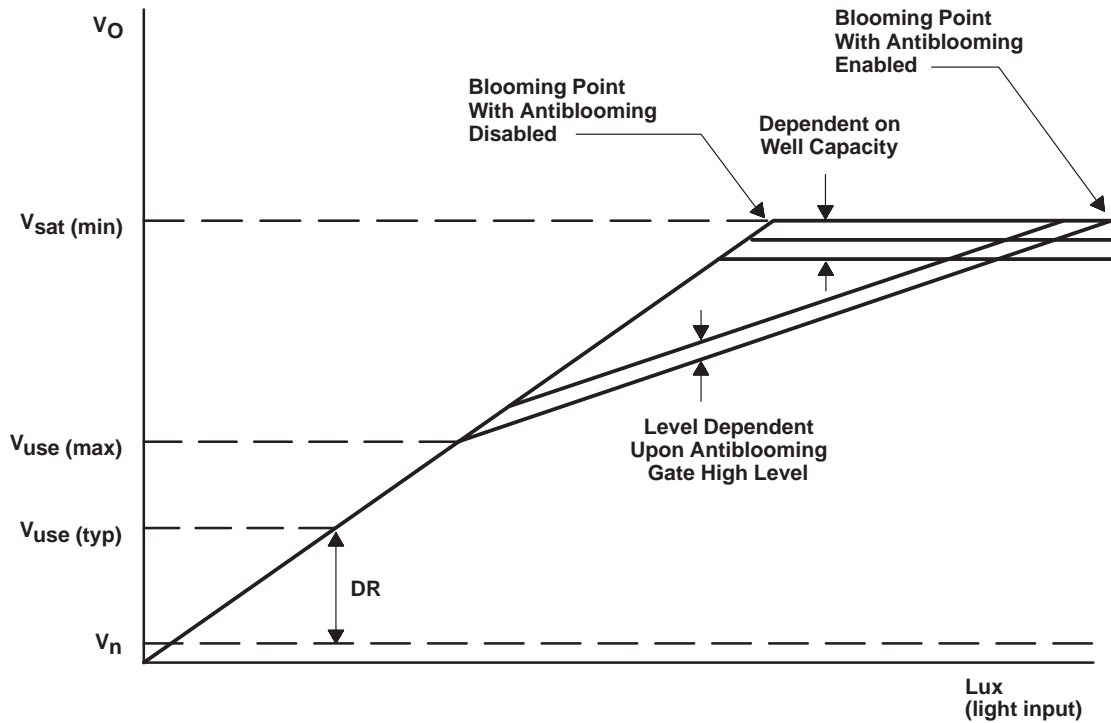 VO
Blooming Point
With Antiblooming
Enabled
Blooming Point
With Antiblooming
Disabled
Dependent on
Well Capacity
Vsat (min)
Level Dependent
Upon Antiblooming
Gate High Level
Vuse (max)
Vuse (typ)
DR
Vn
Lux
(light input)